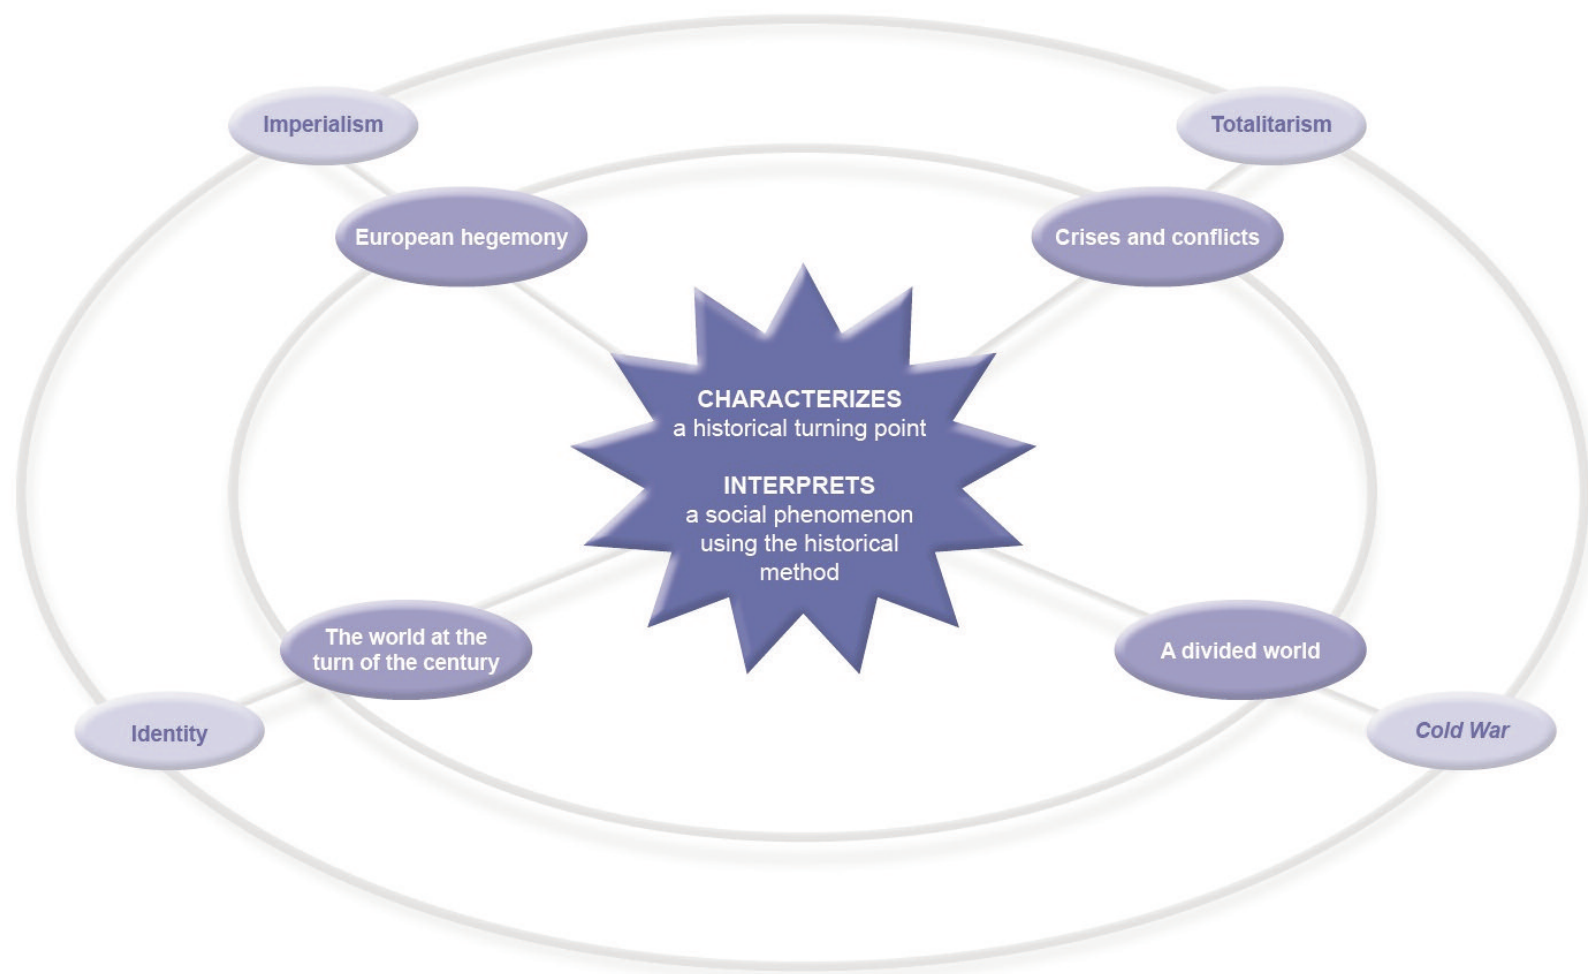 Imperialism
Totalitarism
European hegemony
Crises and conflicts
CHARACTERIZES
a historical turning point
INTERPRETS
a social phenomenon
using the historical
method
The world at the
turn of the century
A divided world
Identity
Cold War